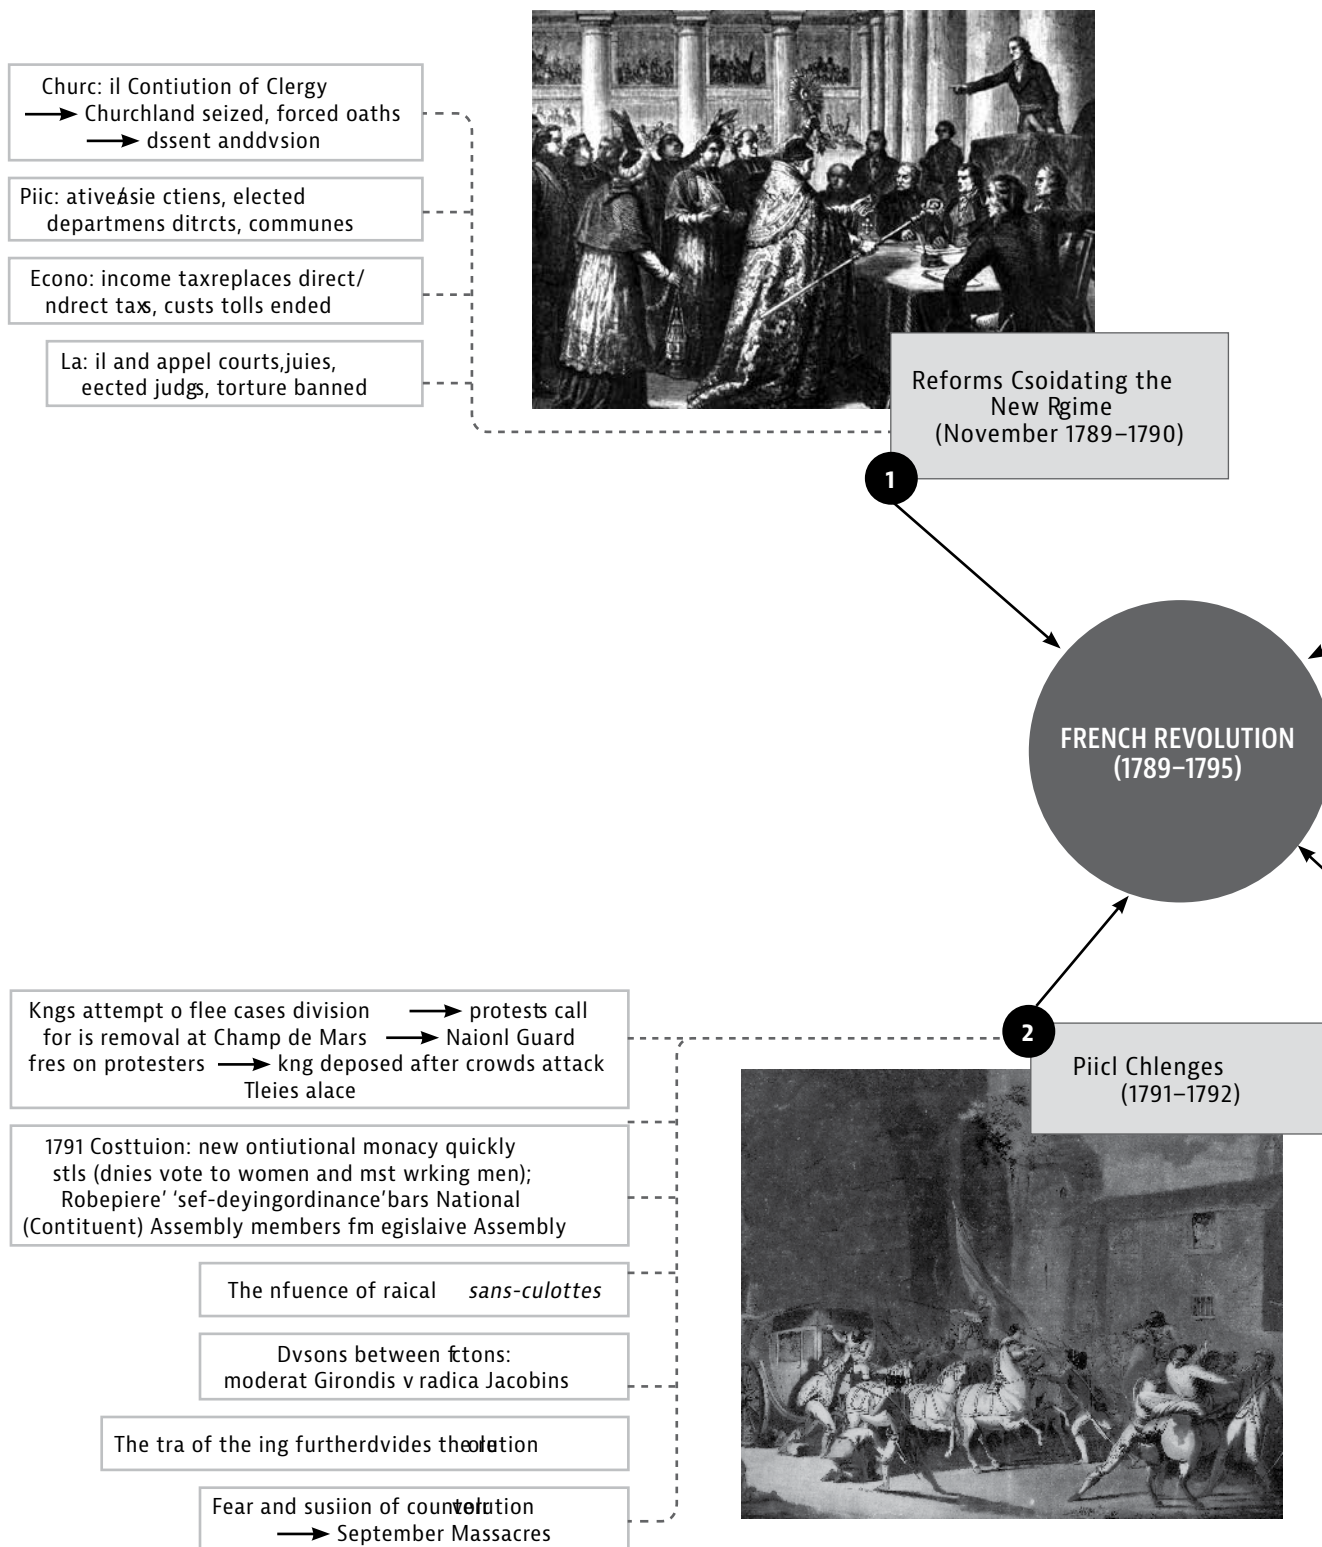 Churc: il Contiution of Clergy
→ Churchland seized, forced oaths
→ dssent anddvsion
Piic: ative/asie ctiens, elected
departmens ditrcts, communes
Econo: income taxreplaces direct/
ndrect taxs, custs tolls ended
La: il and appel courts,juies,
eected judgs, torture banned
Reforms Csoidating the
New Rgime
(November 1789–1790)
1
FRENCH REVOLUTION
(1789–1795)
Kngs attempt o flee cases division → protests call
for is removal at Champ de Mars → Naionl Guard
fres on protesters → kng deposed after crowds attack
Tleies alace
2
Piicl Chlenges
(1791–1792)
1791 Costtuion: new ontiutional monacy quickly
stls (dnies vote to women and mst wrking men);
Robepiere’ ‘sef-deyingordinance’bars National
(Contituent) Assembly members fm egislaive Assembly
The nfuence of raical sans-culottes
Dvsons between fctons:
moderat Girondis v radica Jacobins
The tra of the ing furtherdvides the
Fear and susiion of
→ September Massacres